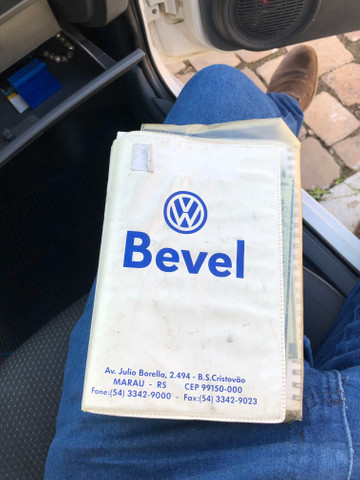 Bevel
Av. Julio Borella, 2.494 - B.S.Cristovão
MARAU - RS CEP 99150-000
Fone:(54) 3342-9000 - Fax:(54) 3342-9023